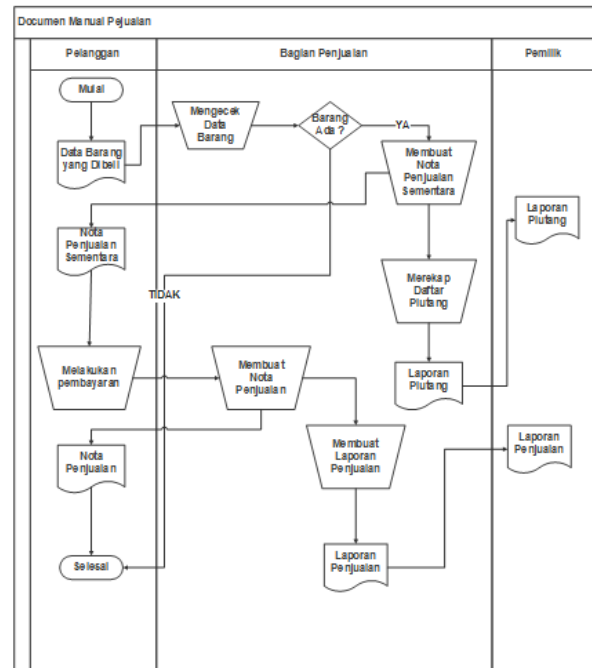 Documen Manual Pejualan
Pelanggan
Bagian Penjualan
Pemilik
Mulai
Mengecek
Data
Barang
Barang
Ada ?
YA
Data Barang
yang Dibeli
Membuat
Nota
Penjualan
Sementara
Laporan
Piutang
Nota
Penjualan
Sementara
Merekap
Daftar
Piutang
TIDAK
Melakukan
pembayaran
Membuat
Nota
Penjualan
Laporan
Piutang
Nota
Penjualan
Membuat
Laporan
Penjualan
Laporan
Penjualan
Selesai
Laporan
Penjualan